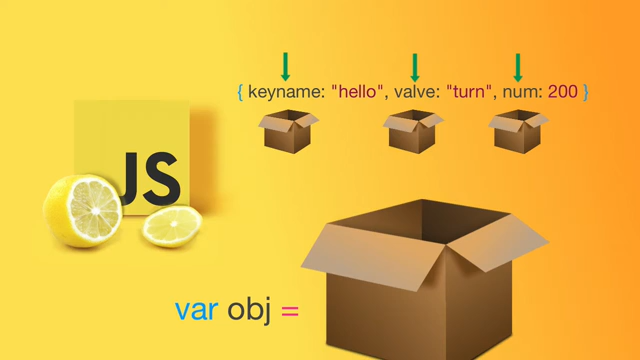 { keyname: "hello", valve: "turn", num: 200 }
JS
var obj =